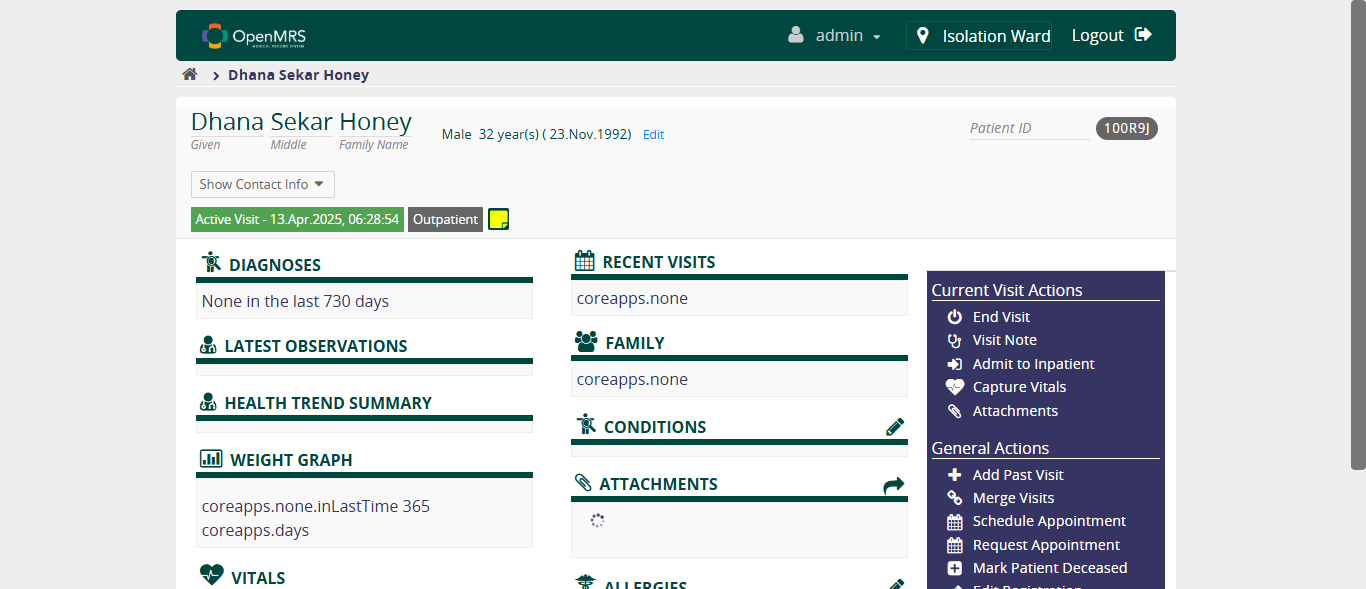 OpenMRS
MEDICAL RECORD SYSTEM
admin
Isolation Ward
Logout
Dhana Sekar Honey
Dhana Sekar Honey
Given Middle Family Name
Male 32 year(s) ( 23.Nov.1992) Edit
Patient ID 100R9J
Show Contact Info
Active Visit - 13.Apr.2025, 06:28:54 Outpatient
DIAGNOSES
None in the last 730 days
LATEST OBSERVATIONS
HEALTH TREND SUMMARY
WEIGHT GRAPH
coreapps.none.inLastTime 365
coreapps.days
VITALS
RECENT VISITS
coreapps.none
FAMILY
coreapps.none
CONDITIONS
ATTACHMENTS
ALLERGIES
Current Visit Actions
End Visit
Visit Note
Admit to Inpatient
Capture Vitals
Attachments
General Actions
Add Past Visit
Merge Visits
Schedule Appointment
Request Appointment
Mark Patient Deceased
Edit Registration